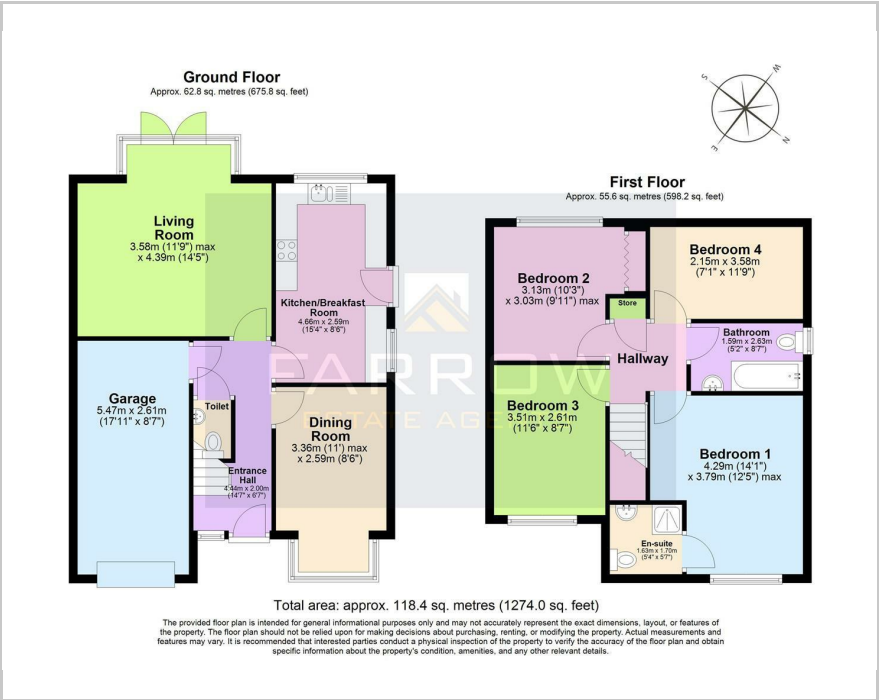 Ground Floor
Approx. 62.8 sq. metres (675.8 sq. feet)
S
W
E
N
First Floor
Approx. 55.6 sq. metres (598.2 sq. feet)
Living
Room
3.58m (11'9") max
x 4.39m (14'5")
Kitchen/Breakfast
Room
4.66m x 2.59m
(15'4" x 8'6")
Garage
5.47m x 2.61m
(17'11" x 8'7")
Toilet
Dining
Room
3.36m (11') max
x 2.59m (8'6")
Entrance
Hall
4.44m x 2.00m
(14'7" x 6'7")
Bedroom 2
3.13m (10'3")
x 3.03m (9'11") max
Bedroom 4
2.15m x 3.58m
(7'1" x 11'9")
Store
Bathroom
1.59m x 2.63m
(5'2" x 8'7")
Hallway
Bedroom 3
3.51m x 2.61m
(11'6" x 8'7")
Bedroom 1
4.29m (14'1")
x 3.79m (12'5") max
En-suite
1.63m x 1.70m
(5'4" x 5'7")
FARROW
ESTATE AGE
Total area: approx. 118.4 sq. metres (1274.0 sq. feet)
The provided floor plan is intended for general informational purposes only and may not accurately represent the exact dimensions, layout, or features of
the property. The floor plan should not be relied upon for making decisions about purchasing, renting, or modifying the property. Actual measurements and
features may vary. It is recommended that interested parties conduct a physical inspection of the property to verify the accuracy of the floor plan and obtain
specific information about the property's condition, amenities, and any other relevant details.